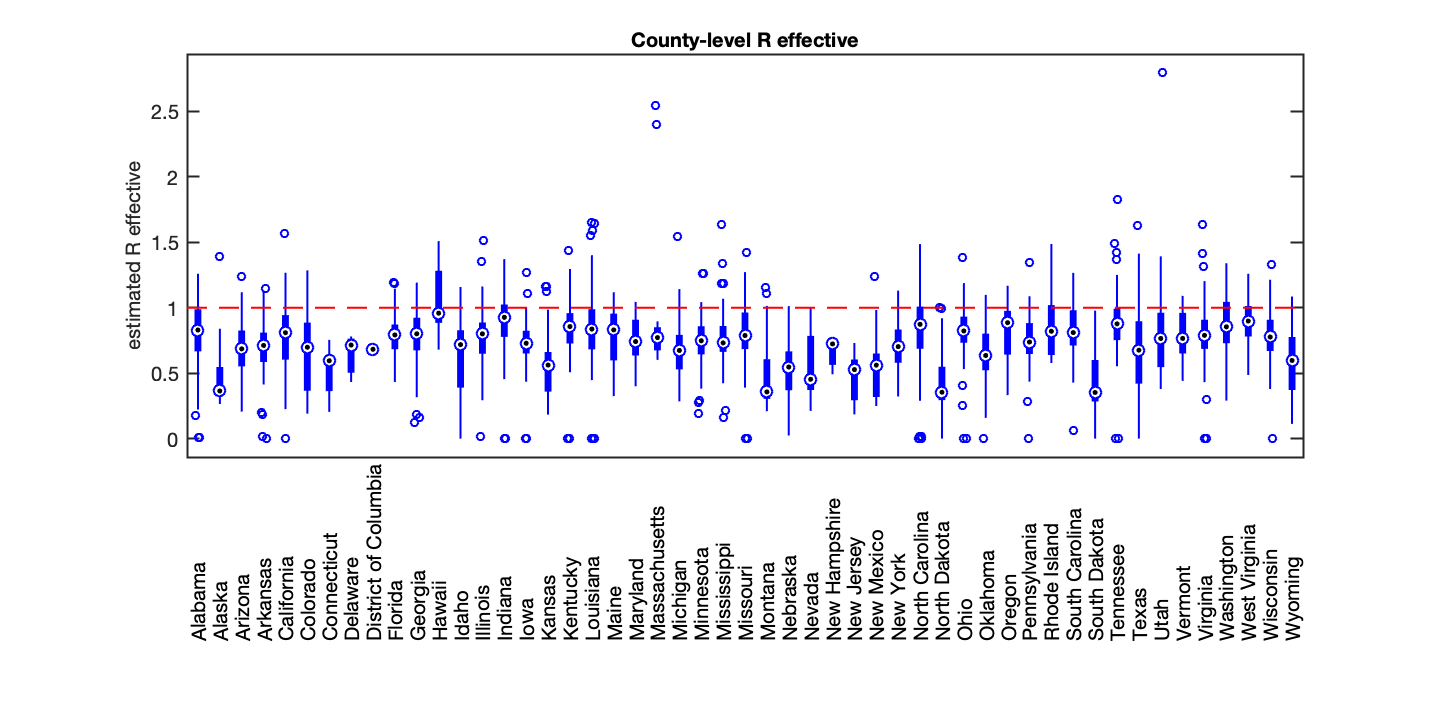 County-level R effective
estimated R effective
2.5
2
1.5
1
0.5
0
Alabama
Alaska
Arizona
Arkansas
California
Colorado
Connecticut
Delaware
District of Columbia
Florida
Georgia
Hawaii
Idaho
Illinois
Indiana
Iowa
Kansas
Kentucky
Louisiana
Maine
Maryland
Massachusetts
Michigan
Minnesota
Mississippi
Missouri
Montana
Nebraska
Nevada
New Hampshire
New Jersey
New Mexico
New York
North Carolina
North Dakota
Ohio
Oklahoma
Oregon
Pennsylvania
Rhode Island
South Carolina
South Dakota
Tennessee
Texas
Utah
Vermont
Virginia
Washington
West Virginia
Wisconsin
Wyoming